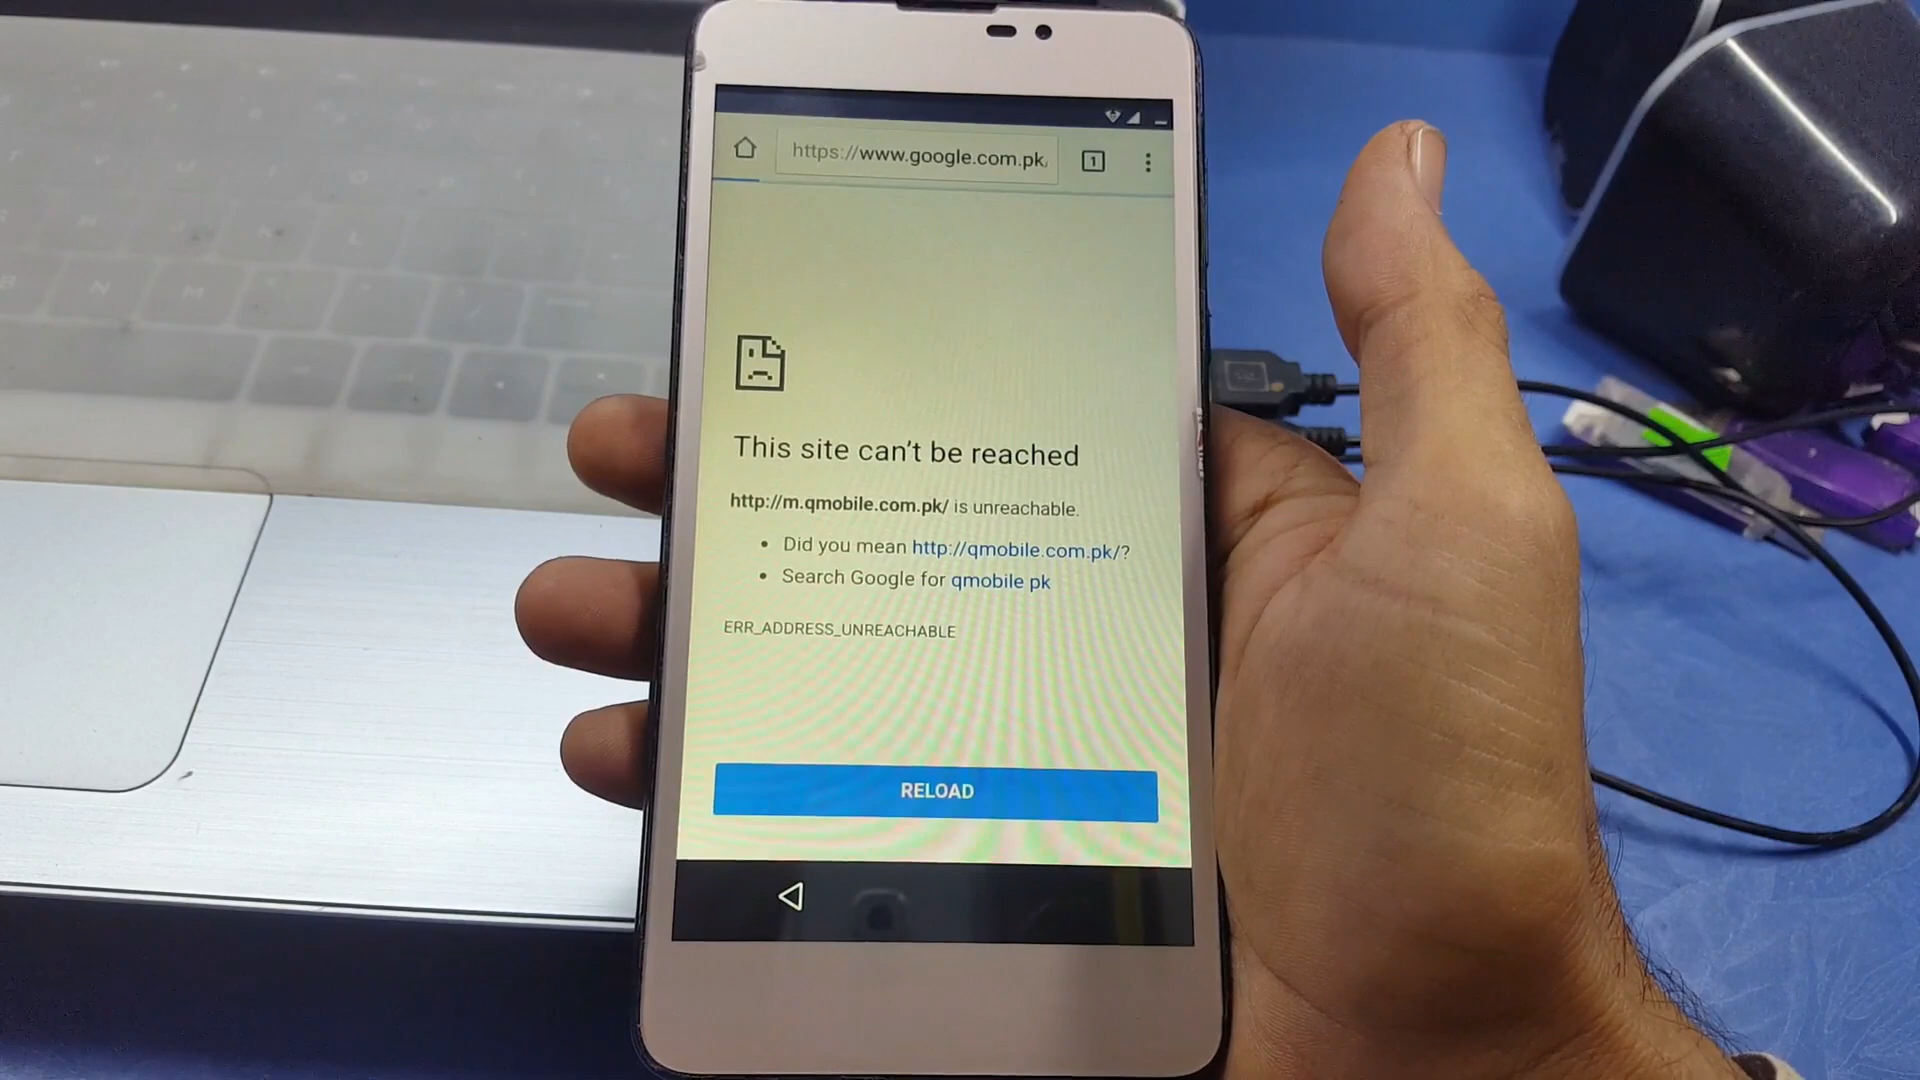 https://www.google.com.pk
1
This site can't be reached
http://m.qmobile.com.pk/ is unreachable.
• Did you mean http://qmobile.com.pk/?
• Search Google for qmobile pk
ERR_ADDRESS_UNREACHABLE
RELOAD
B N M